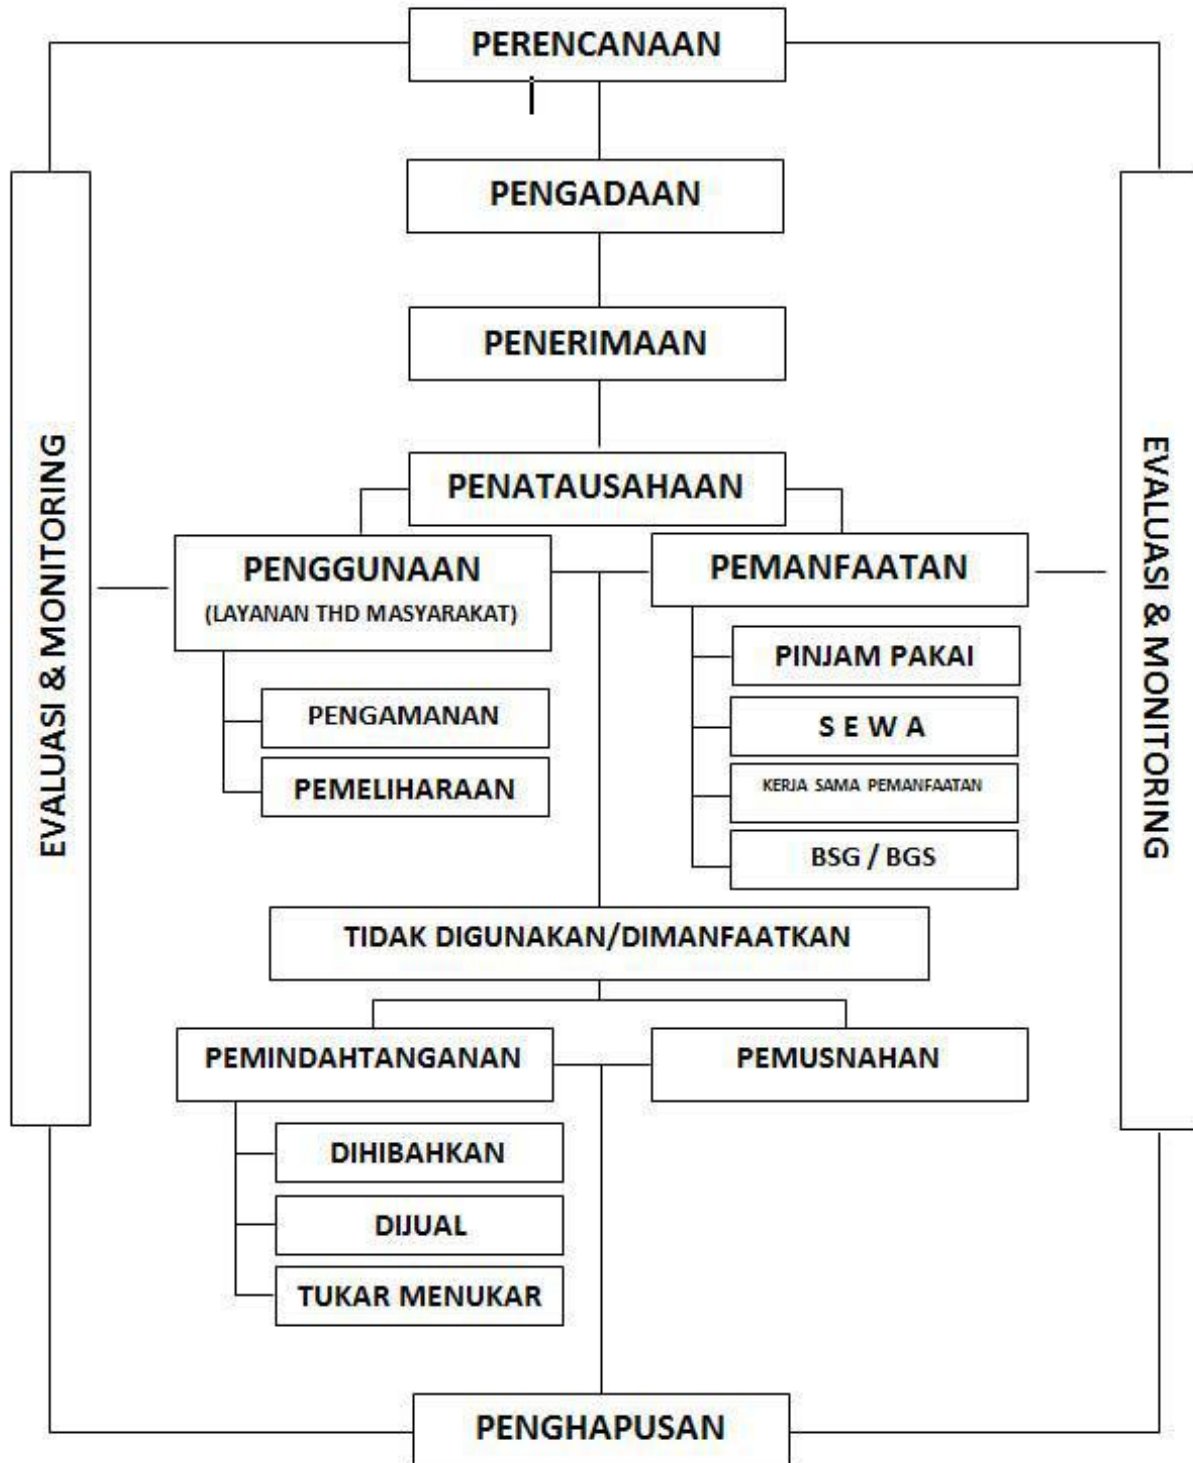 PERENCANAAN
PENGADAAN
PENERIMAAN
PENATAUSAHAAN
EVALUASI & MONITORING
PENGGUNAAN
(LAYANAN THD MASYARAKAT)
PENGAMANAN
PEMELIHARAAN
PEMANFAATAN
PINJAM PAKAI
S E W A
KERJA SAMA PEMANFAATAN
BSG / BGS
EVALUASI & MONITORING
TIDAK DIGUNAKAN/DIMANFAATKAN
PEMINDAHTANGANAN
DIHIBAHKAN
DIJUAL
TUKAR MENUKAR
PEMUSNAHAN
PENGHAPUSAN